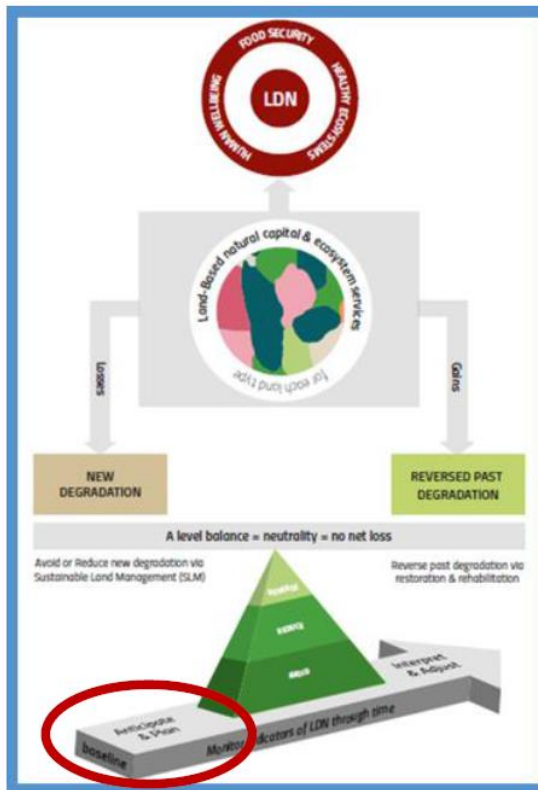 FOOD SECURITY
HUMAN WELLBEING
HEALTHY ECOSYSTEMS
LDN
Land-Based natural capital & ecosystem services
for each land type
Losses
Gains
NEW
DEGRADATION
REVERSED PAST
DEGRADATION
A level balance = neutrality = no net loss
Avoid or Reduce new degradation via
Sustainable Land Management (SLM)
Reverse past degradation via
restoration & rehabilitation
Interpret
& Adjust
Anticipate
& Plan
baseline
Monitor indicators of LDN through time